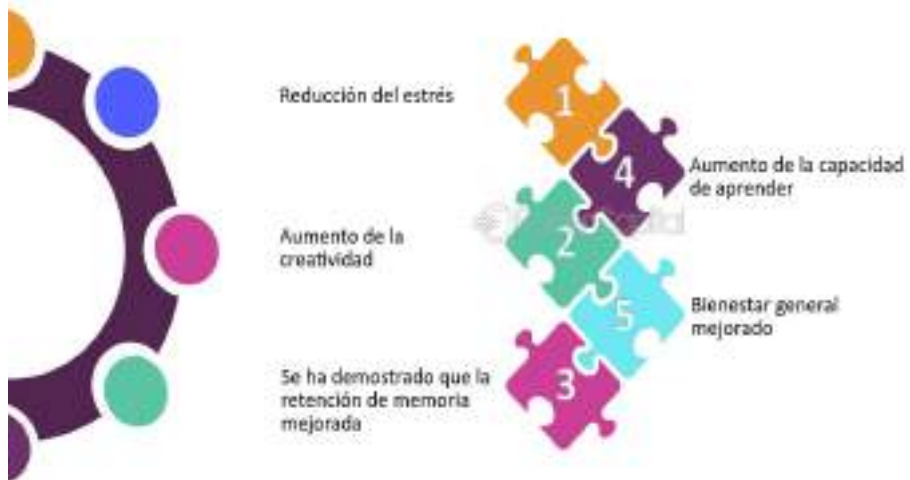 Reducción del estrés
1
4
Aumento de la capacidad
de aprender
Aumento de la
creatividad
2
5
Bienestar general
mejorado
Se ha demostrado que la
retención de memoria
mejorada
3